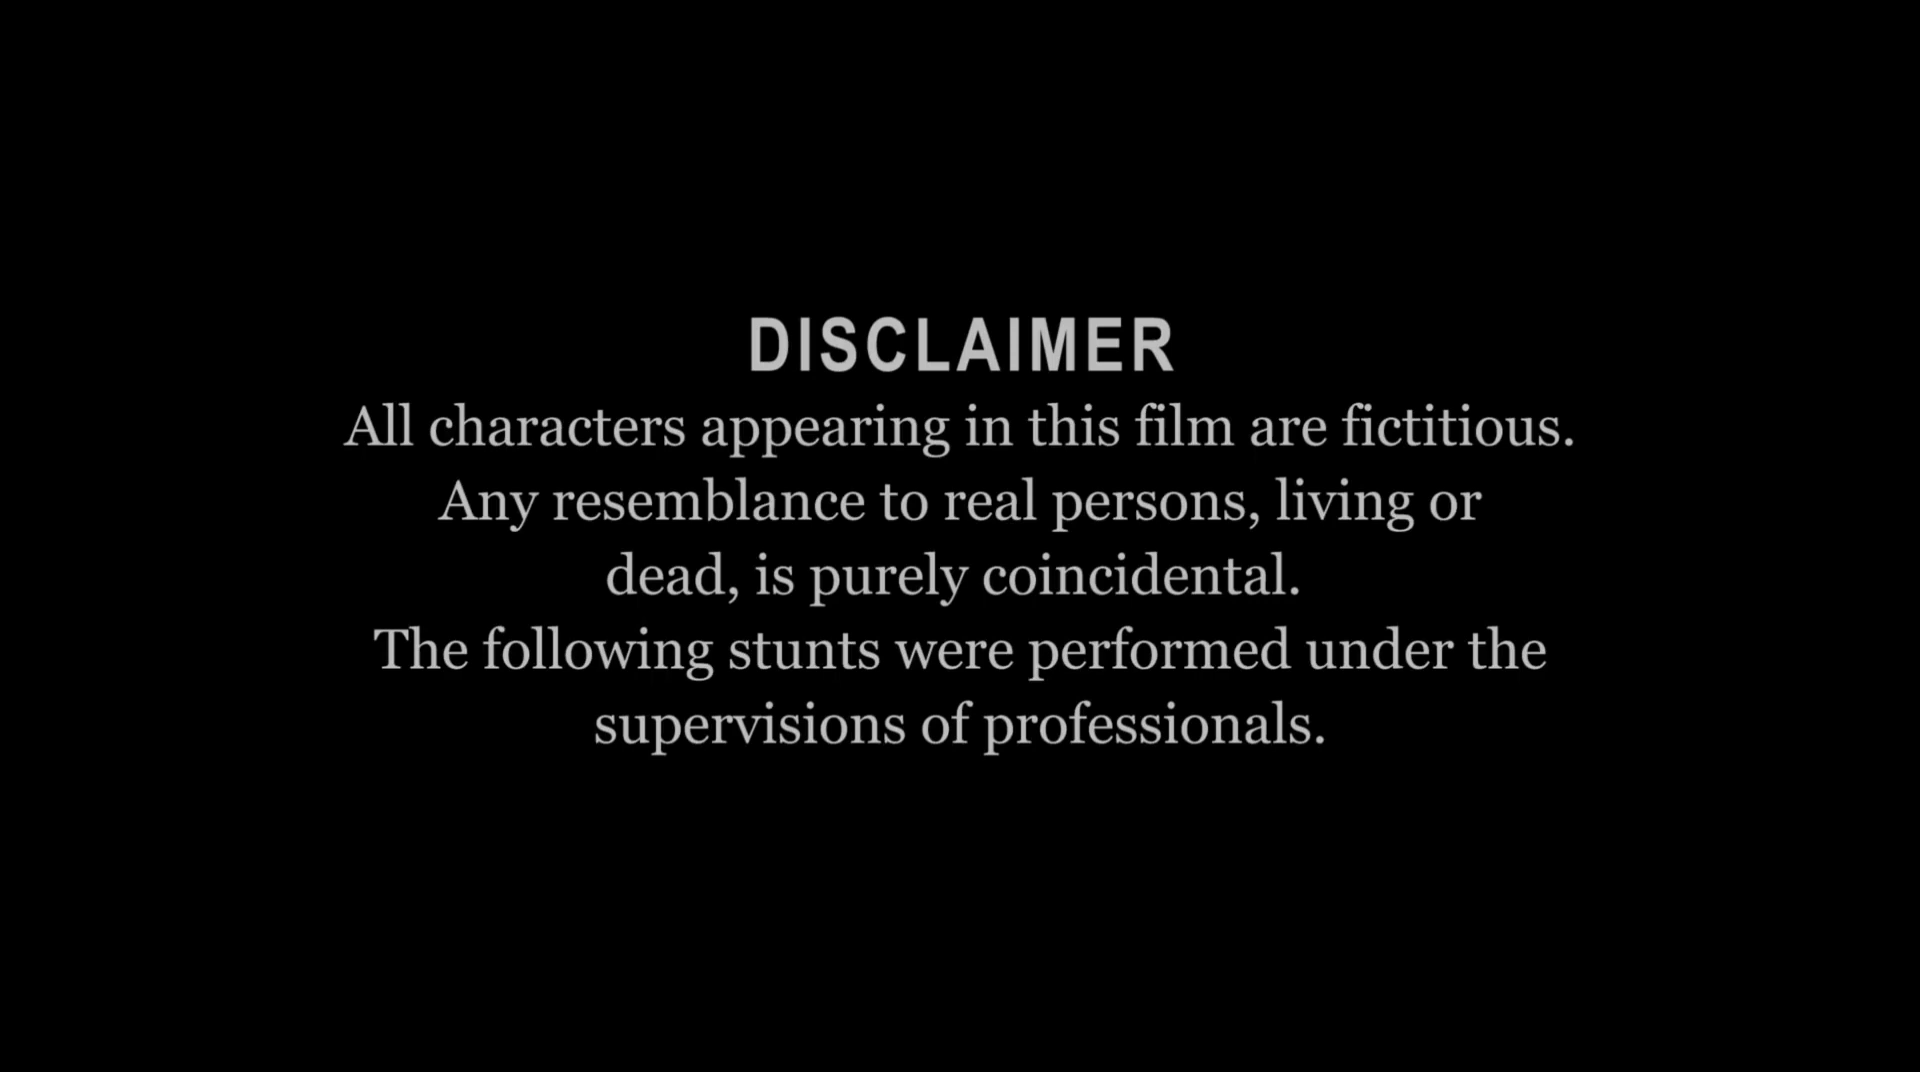 DISCLAIMER
All characters appearing in this film are fictitious.
Any resemblance to real persons, living or
dead, is purely coincidental.
The following stunts were performed under the
supervisions of professionals.